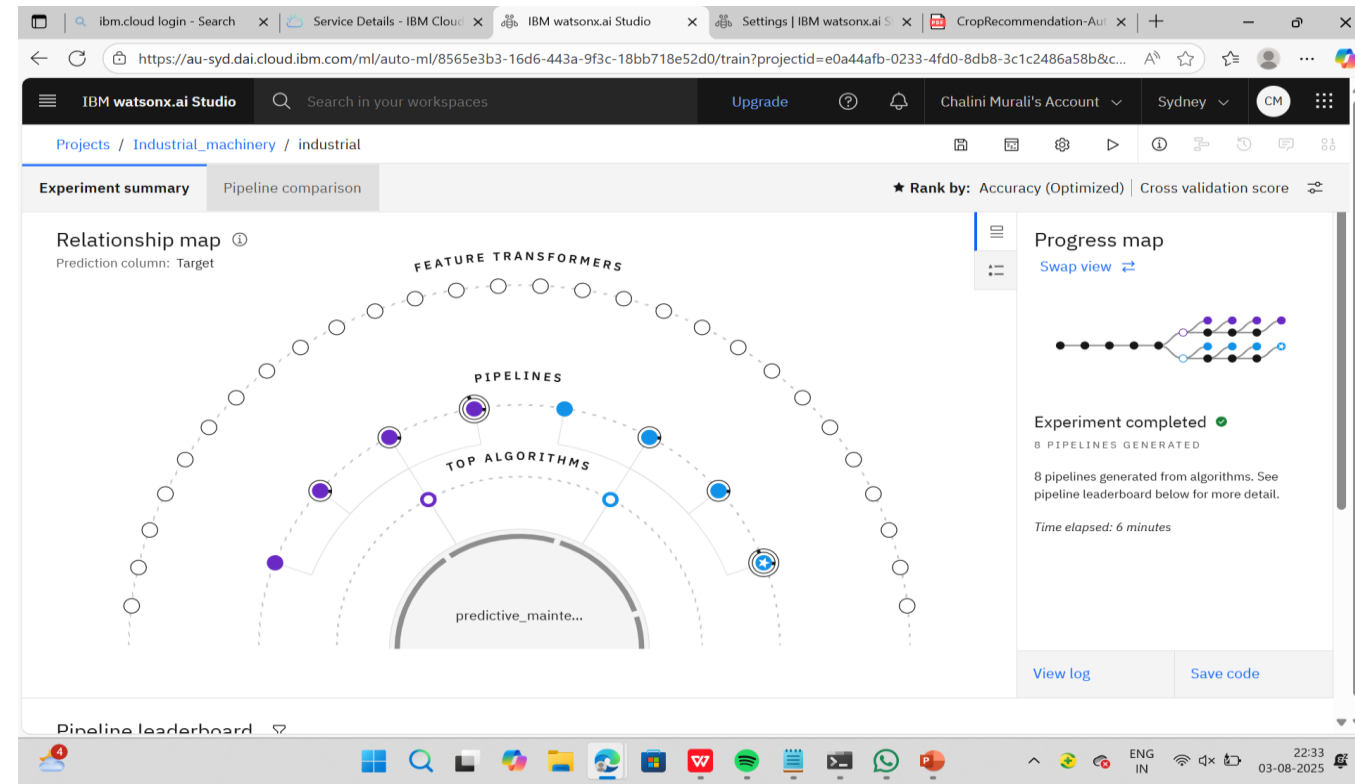 ibm.cloud login - Search
Service Details - IBM Cloud
IBM watsonx.ai Studio
Settings | IBM watsonx.ai S
CropRecommendation-Aut
https://au-syd.dai.cloud.ibm.com/ml/auto-ml/8565e3b3-16d6-443a-9f3c-18bb718e52d0/train?projectid=e0a44afb-0233-4fd0-8db8-3c1c2486a58b&c...
IBM watsonx.ai Studio
Search in your workspaces
Upgrade
Chalini Murali's Account
Sydney
CM
Projects / Industrial_machinery / industrial
Experiment summary
Pipeline comparison
★ Rank by: Accuracy (Optimized) | Cross validation score
Relationship map
Prediction column: Target
FEATURE TRANSFORMERS
PIPELINES
TOP ALGORITHMS
predictive_mainte...
Progress map
Swap view
Experiment completed
8 PIPELINES GENERATED
8 pipelines generated from algorithms. See
pipeline leaderboard below for more detail.
Time elapsed: 6 minutes
View log
Save code
Pipeline leaderboard
4
ENG
IN
22:33
03-08-2025